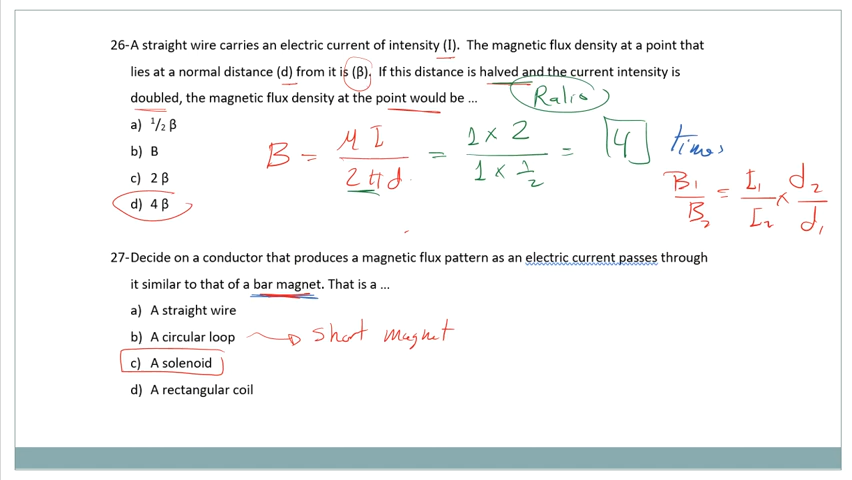 26-A straight wire carries an electric current of intensity (I). The magnetic flux density at a point that
lies at a normal distance (d) from it is (β). If this distance is halved and the current intensity is
doubled, the magnetic flux density at the point would be ...
Ratio
a) 1/2 β
b) B
c) 2 β
d) 4 β
B = μ I / 2 π d = 1 × 2 / 1 × 1/2 = 4 times
B1 / B2 = I1 / I2 × d2 / d1
27-Decide on a conductor that produces a magnetic flux pattern as an electric current passes through
it similar to that of a bar magnet. That is a ...
a) A straight wire
b) A circular loop → short magnet
c) A solenoid
d) A rectangular coil